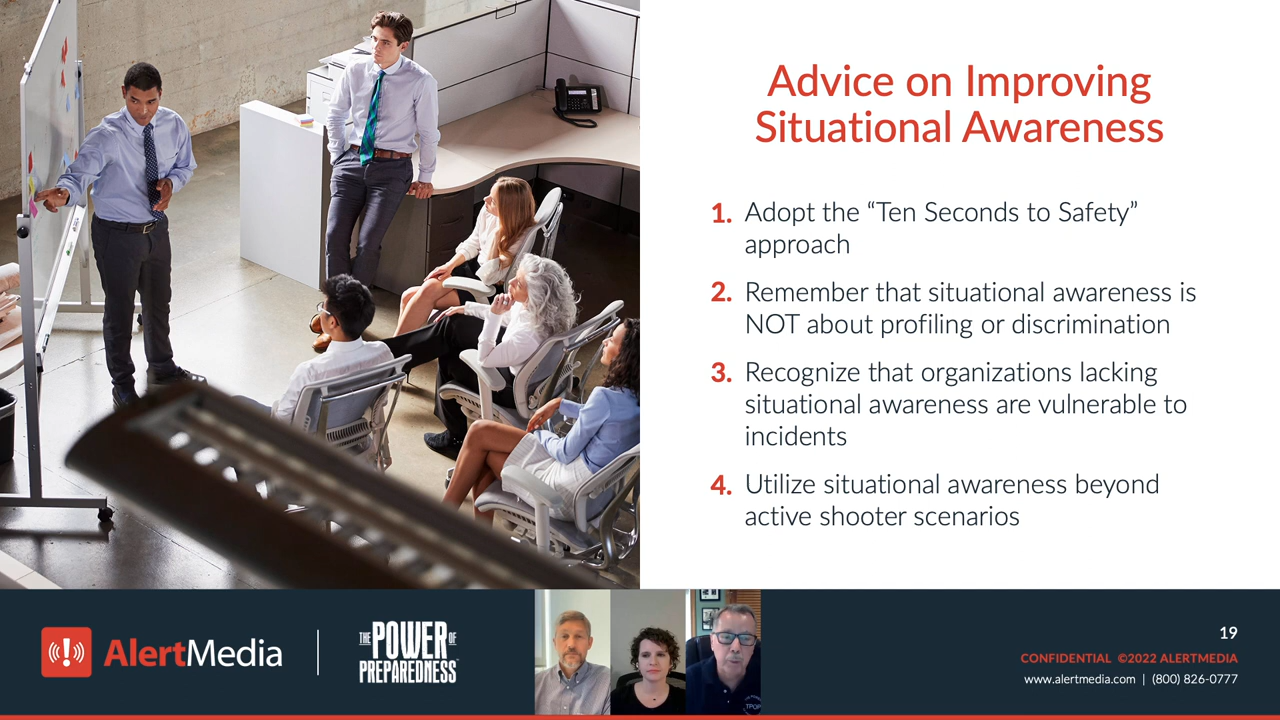 Advice on Improving
Situational Awareness
1. Adopt the “Ten Seconds to Safety”
approach
2. Remember that situational awareness is
NOT about profiling or discrimination
3. Recognize that organizations lacking
situational awareness are vulnerable to
incidents
4. Utilize situational awareness beyond
active shooter scenarios
AlertMedia
THE POWER OF
PREPAREDNESS
TPOP
19
CONFIDENTIAL ©2022 ALERTMEDIA
www.alertmedia.com | (800) 826-0777